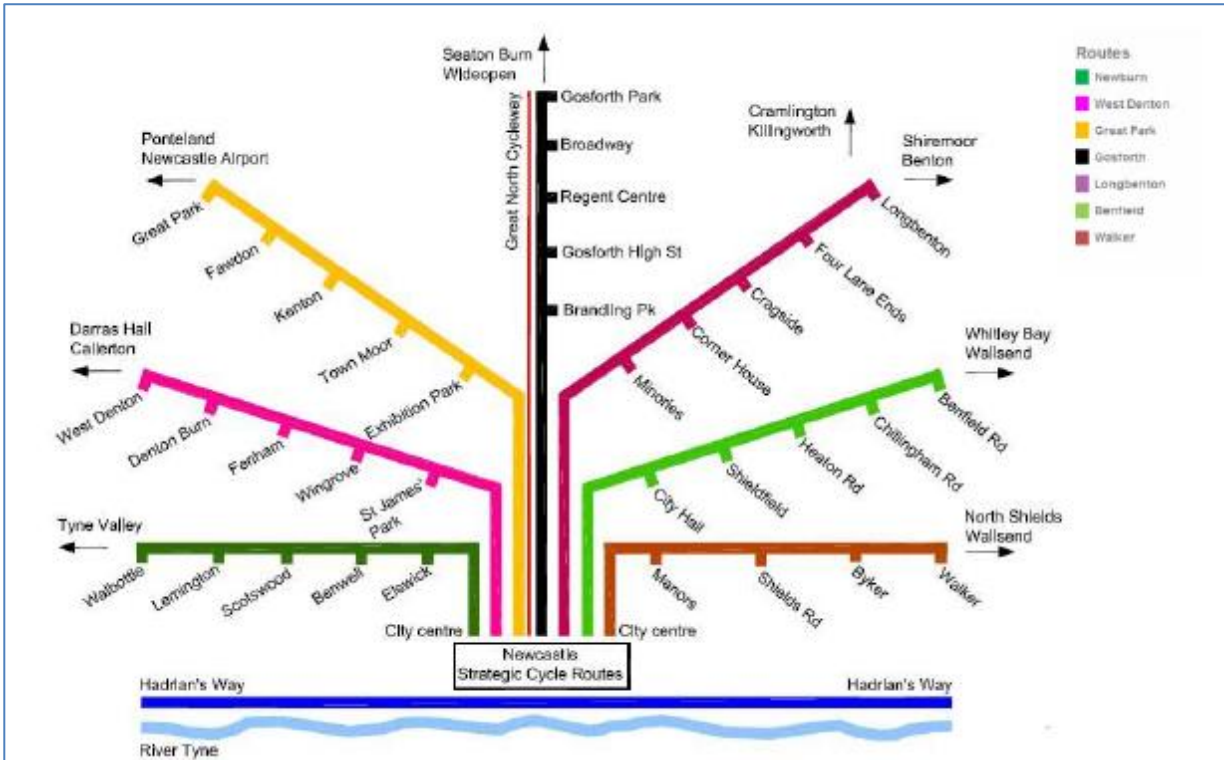 Seaton Burn
Wideopen
Great North Cycleway
Gosforth Park
Broadway
Regent Centre
Gosforth High St
Brandling Pk
Routes
Newburn
West Denton
Great Park
Gosforth
Longbenton
Benfield
Walker
Ponteland
Newcastle Airport
Great Park
Fawdon
Kenton
Town Moor
Exhibition Park
Cramlington
Killingworth
Shiremoor
Benton
Longbenton
Four Lane Ends
Cragside
Corner House
Minories
Darras Hall
Callerton
West Denton
Denton Burn
Fenham
Wingrove
St James'
Park
Whitley Bay
Wallsend
Benfield Rd
Chillingham Rd
Heaton Rd
Shieldfield
City Hall
Tyne Valley
Walbottle
Lemington
Scotswood
Benwell
Elswick
City centre
North Shields
Wallsend
Manors
Shields Rd
Byker
Walker
City centre
Newcastle
Strategic Cycle Routes
Hadrian's Way
Hadrian's Way
River Tyne